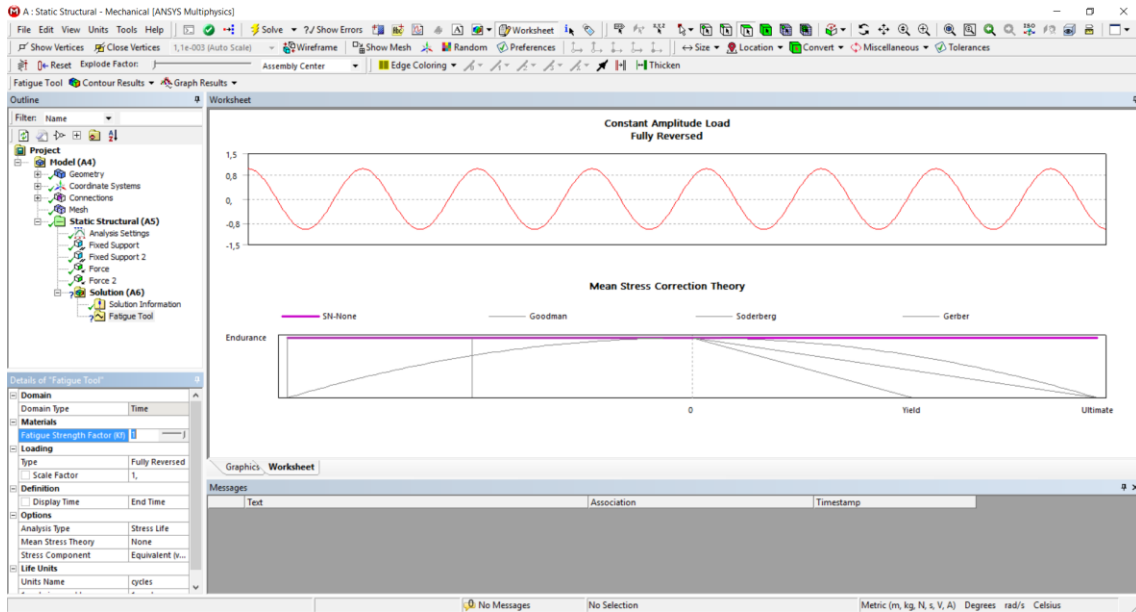 A : Static Structural - Mechanical [ANSYS Multiphysics]
File Edit View Units Tools Help Solve ?/ Show Errors Worksheet
Show Vertices Close Vertices 1,1e-003 (Auto Scale) Wireframe Show Mesh Random Preferences Size Location Convert Miscellaneous Tolerances
Reset Explode Factor: Assembly Center Edge Coloring Thicken
Fatigue Tool Contour Results Graph Results
Outline
Filter: Name
Project
Model (A4)
Geometry
Coordinate Systems
Connections
Mesh
Static Structural (A5)
Analysis Settings
Fixed Support
Fixed Support 2
Force
Force 2
Solution (A6)
Solution Information
Fatigue Tool
Details of "Fatigue Tool"
Domain
Domain Type Time
Materials
Fatigue Strength Factor (Kf) 1
Loading
Type Fully Reversed
Scale Factor 1,
Definition
Display Time End Time
Options
Analysis Type Stress Life
Mean Stress Theory None
Stress Component Equivalent (v...
Life Units
Units Name cycles
Worksheet
Constant Amplitude Load
Fully Reversed
1,5
0,8
0,
-0,8
-1,5
Mean Stress Correction Theory
SN-None Goodman Soderberg Gerber
Endurance
0 Yield Ultimate
Graphics Worksheet
Messages
Text Association Timestamp
No Messages No Selection Metric (m, kg, N, s, V, A) Degrees rad/s Celsius